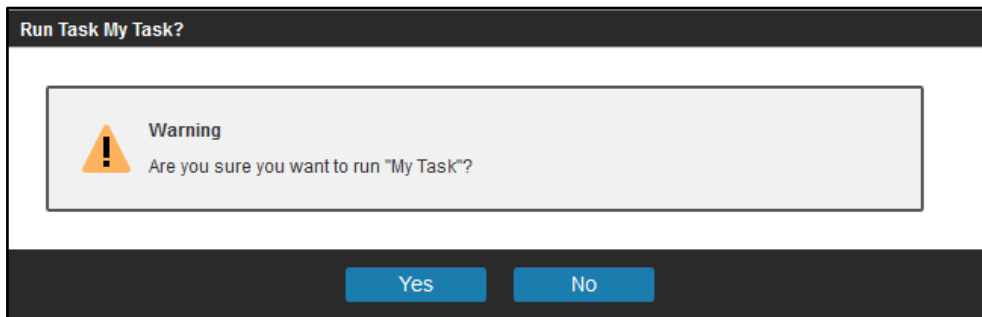 Run Task My Task?
Warning
Are you sure you want to run "My Task"?
Yes No